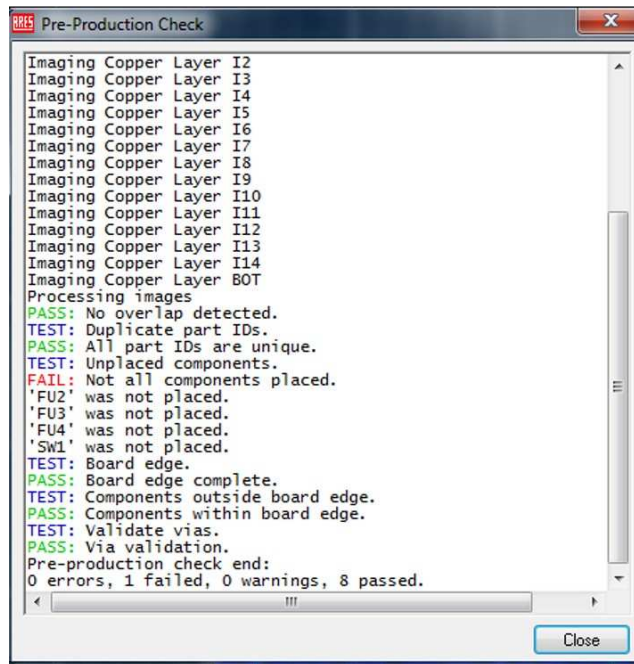 ARES Pre-Production Check
Imaging Copper Layer I2
Imaging Copper Layer I3
Imaging Copper Layer I4
Imaging Copper Layer I5
Imaging Copper Layer I6
Imaging Copper Layer I7
Imaging Copper Layer I8
Imaging Copper Layer I9
Imaging Copper Layer I10
Imaging Copper Layer I11
Imaging Copper Layer I12
Imaging Copper Layer I13
Imaging Copper Layer I14
Imaging Copper Layer BOT
Processing images
PASS: No overlap detected.
TEST: Duplicate part IDs.
PASS: All part IDs are unique.
TEST: Unplaced components.
FAIL: Not all components placed.
'FU2' was not placed.
'FU3' was not placed.
'FU4' was not placed.
'SW1' was not placed.
TEST: Board edge.
PASS: Board edge complete.
TEST: Components outside board edge.
PASS: Components within board edge.
TEST: Validate vias.
PASS: Via validation.
Pre-production check end:
0 errors, 1 failed, 0 warnings, 8 passed.
Close